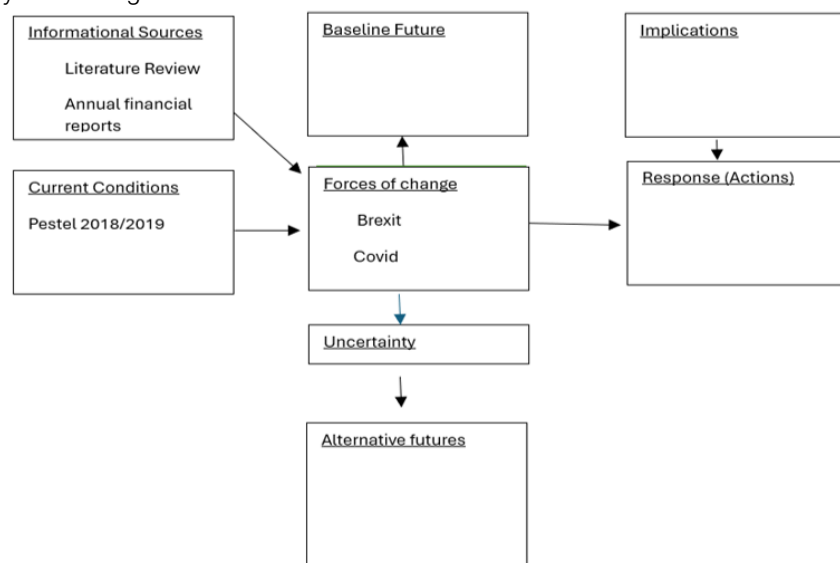 Informational Sources
Literature Review
Annual financial
reports
Current Conditions
Pestel 2018/2019
Baseline Future
Forces of change
Brexit
Covid
Uncertainty
Alternative futures
Implications
Response (Actions)